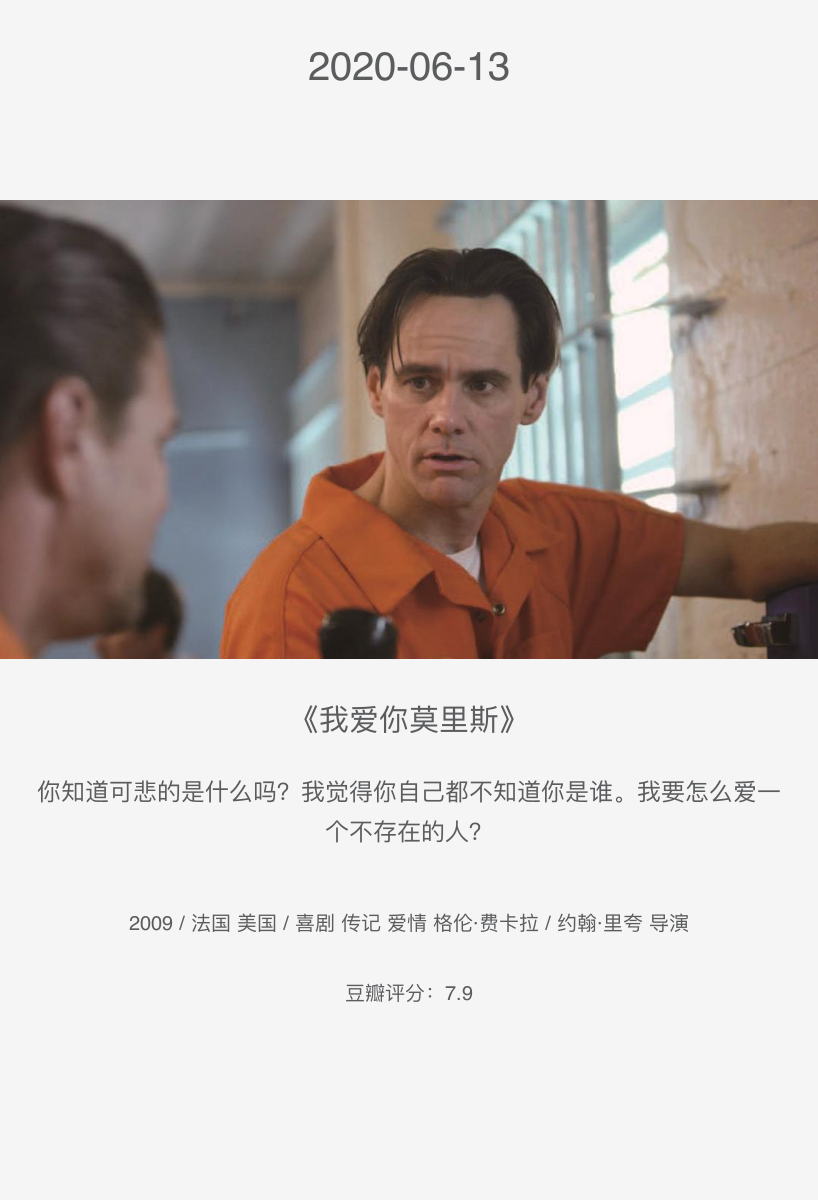 2020-06-13
《我爱你莫里斯》
你知道可悲的是什么吗？我觉得你自己都不知道你是谁。我要怎么爱一
个不存在的人？
2009 / 法国 美国 / 喜剧 传记 爱情 格伦·费卡拉 / 约翰·里夸 导演
豆瓣评分：7.9